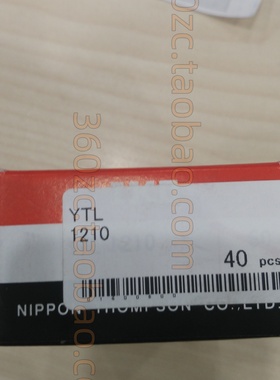 360zc.taobao.com
YTL
1210
40 pcs
NIPPON THOMPSON CO., LTD.